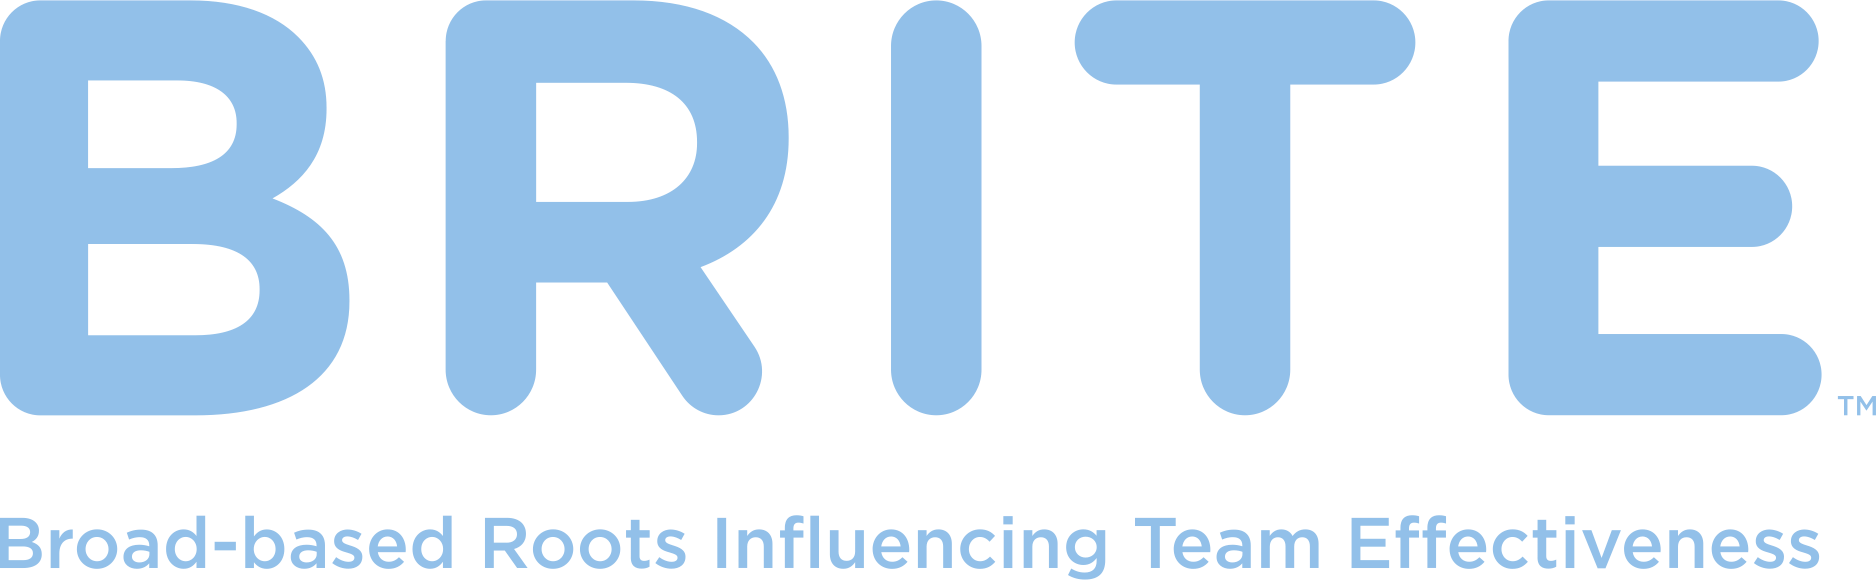 BRITE™
Broad-based Roots Influencing Team Effectiveness